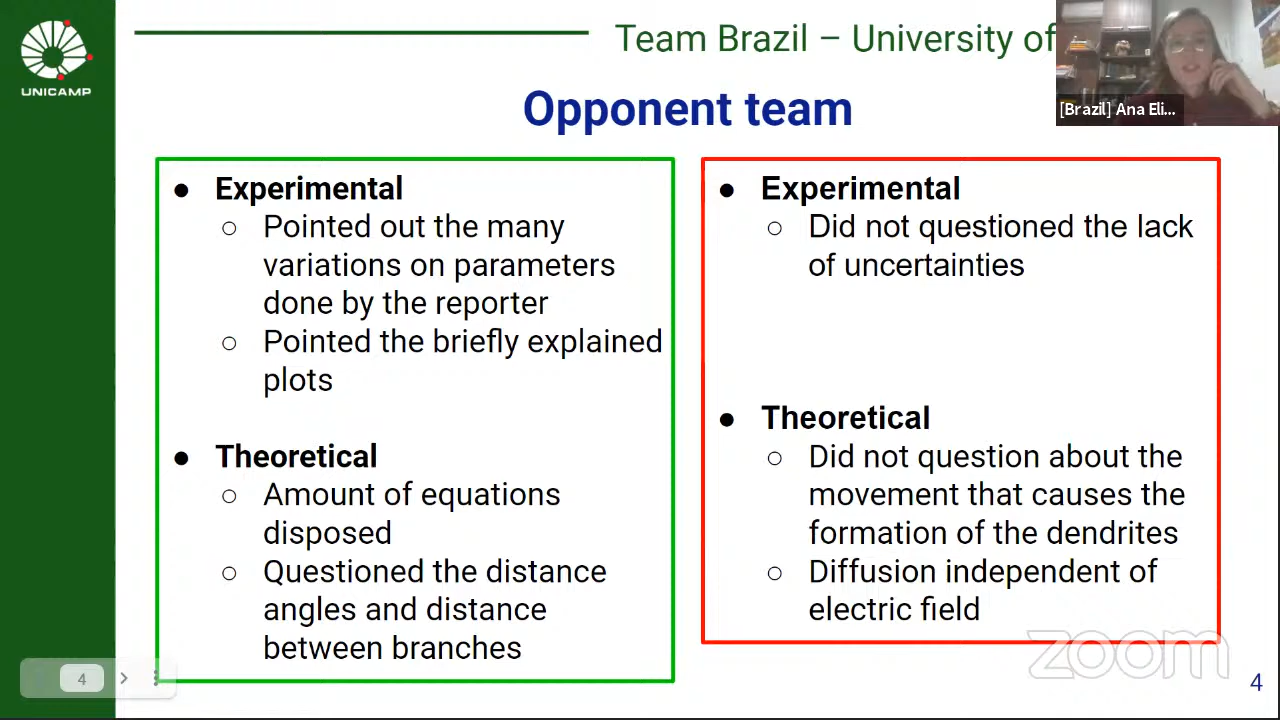 UNICAMP
Team Brazil – University of
[Brazil] Ana Eli...
Opponent team
● Experimental
○ Pointed out the many
variations on parameters
done by the reporter
○ Pointed the briefly explained
plots
● Theoretical
○ Amount of equations
disposed
○ Questioned the distance
angles and distance
between branches
● Experimental
○ Did not questioned the lack
of uncertainties
● Theoretical
○ Did not question about the
movement that causes the
formation of the dendrites
○ Diffusion independent of
electric field
zoom
4
4